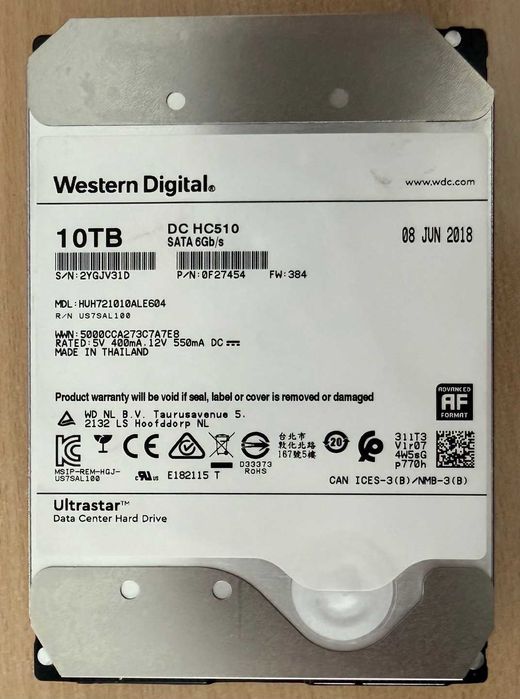 Western Digital®
www.wdc.com
10TB
DC HC510
SATA 6Gb/s
08 JUN 2018
S/N: 2YGJV31D
P/N: 0F27454
FW: 384
MDL: HUH721010ALE604
R/N US7SAL100
WWN: 5000CCA273C7A7E8
RATED: 5V 400mA.12V 550mA DC
MADE IN THAILAND
Product warranty will be void if seal, label or cover is removed or damaged
ADVANCED
AF
FORMAT
WD NL B.V. Taurusavenue 5.
2132 LS Hoofddorp NL
CE
台北市
敦化北路
167號5樓
20
311T3
V1r07
4W5sG
p770h
D33373
RoHS
MSIP-REM-HGJ-
US7SAL100
c RU US
E182115 T
CAN ICES-3(B)/NMB-3(B)
Ultrastar™
Data Center Hard Drive